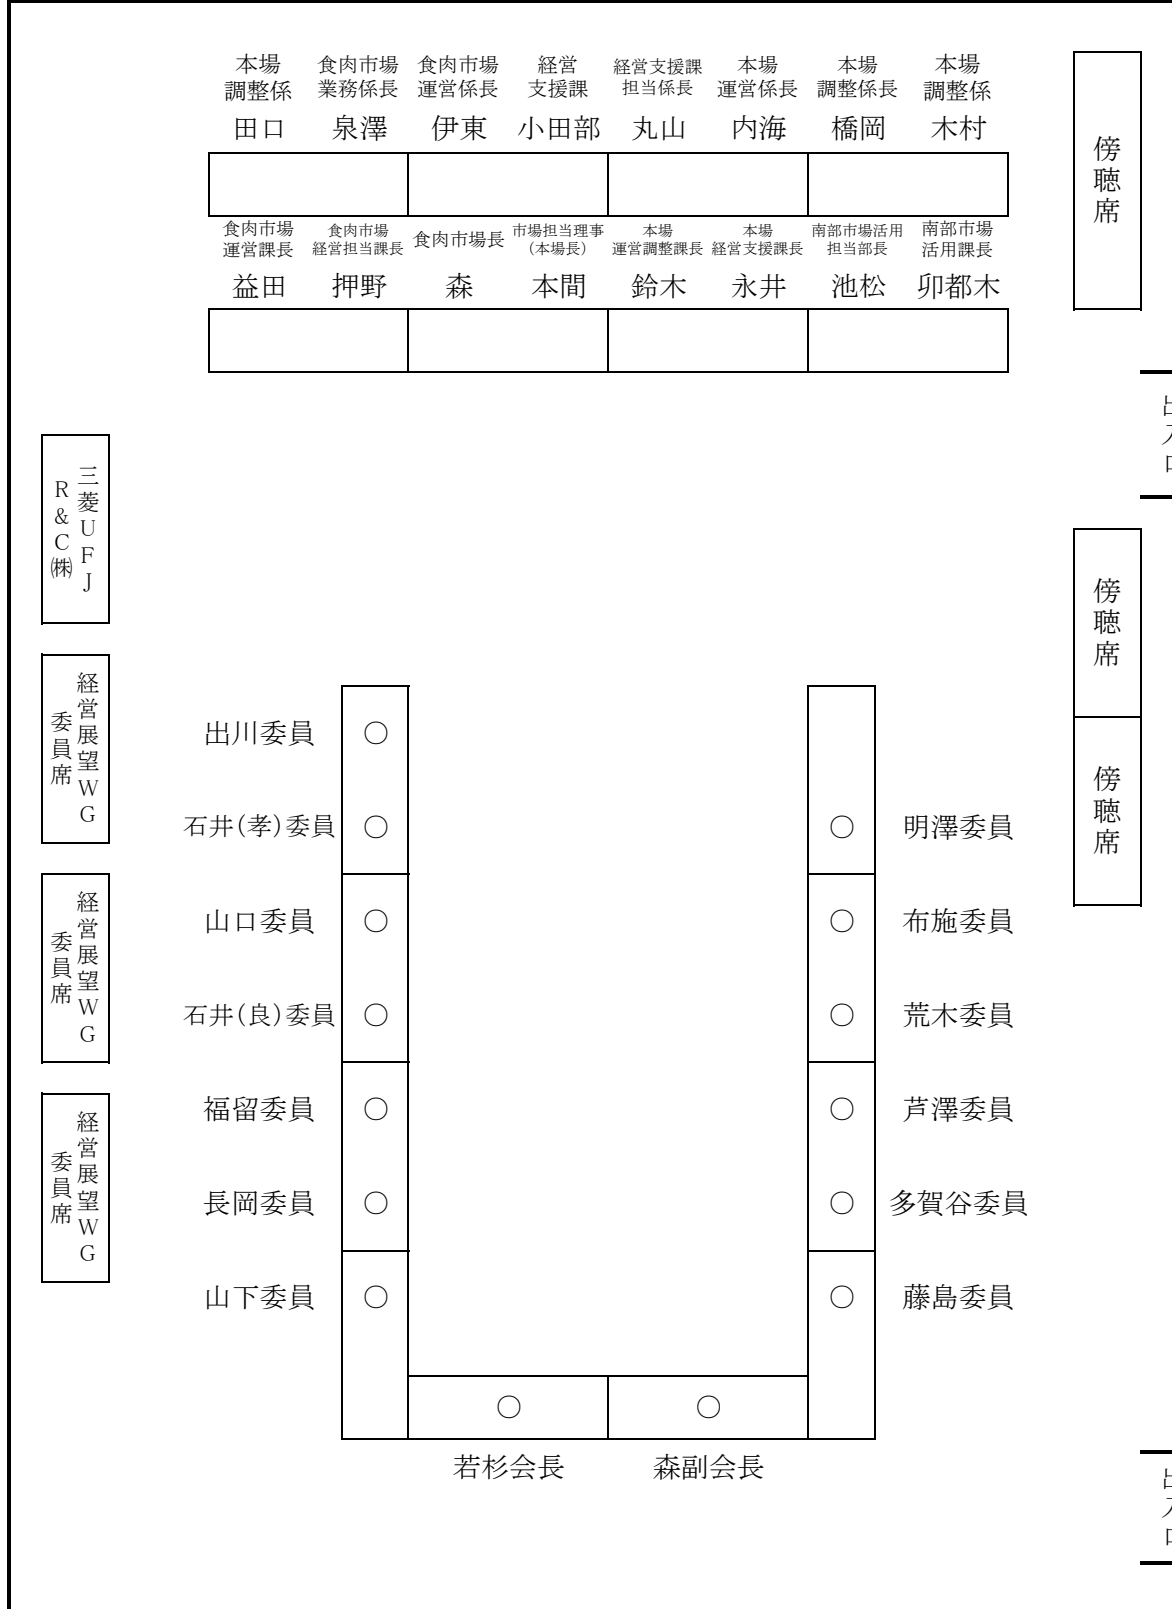 本場 食肉市場 食肉市場 経営 経営支援課 本場 本場 本場
調整係 業務係長 運営係長 支援課 担当係長 運営係長 調整係長 調整係
田口 泉澤 伊東 小田部 丸山 内海 橋岡 木村
食肉市場 食肉市場 食肉市場長 市場担当理事 本場 本場 南部市場活用 南部市場
運営課長 経営担当課長 (本場長) 運営調整課長 経営支援課長 担当部長 活用課長
益田 押野 森 本間 鈴木 永井 池松 卯都木
傍聴席
出入口
三菱UFJ
R&C㈱
傍聴席
傍聴席
経営展望WG
委員席
経営展望WG
委員席
経営展望WG
委員席
出川委員 ○
石井(孝)委員 ○ ○ 明澤委員
山口委員 ○ ○ 布施委員
石井(良)委員 ○ ○ 荒木委員
福留委員 ○ ○ 芦澤委員
長岡委員 ○ ○ 多賀谷委員
山下委員 ○ ○ 藤島委員
○ ○
若杉会長 森副会長
出入口